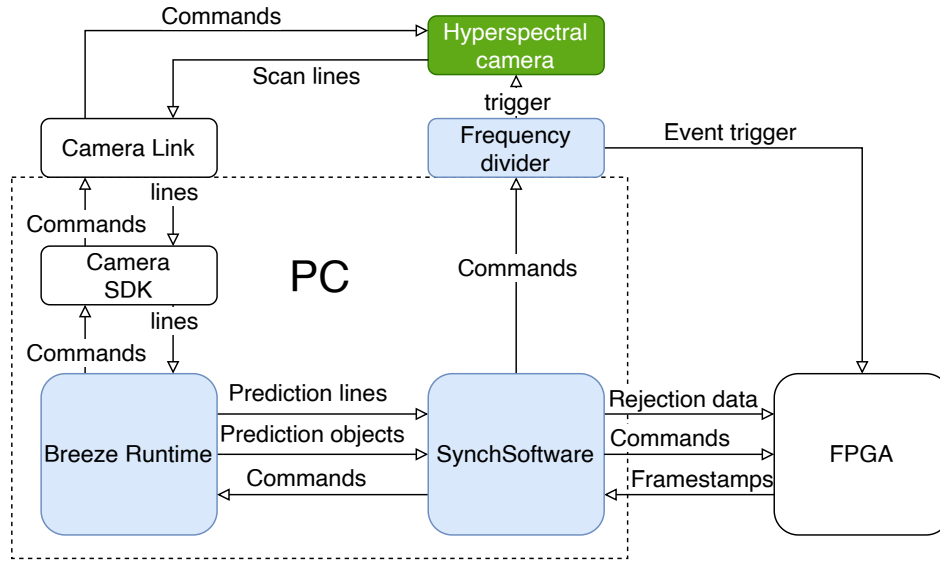 Commands
Hyperspectral
camera
Scan lines
trigger
Camera Link
Frequency
divider
Event trigger
lines
Commands
Camera
SDK
PC
Commands
lines
Commands
Breeze Runtime
Prediction lines
Prediction objects
Commands
SynchSoftware
Rejection data
Commands
Framestamps
FPGA